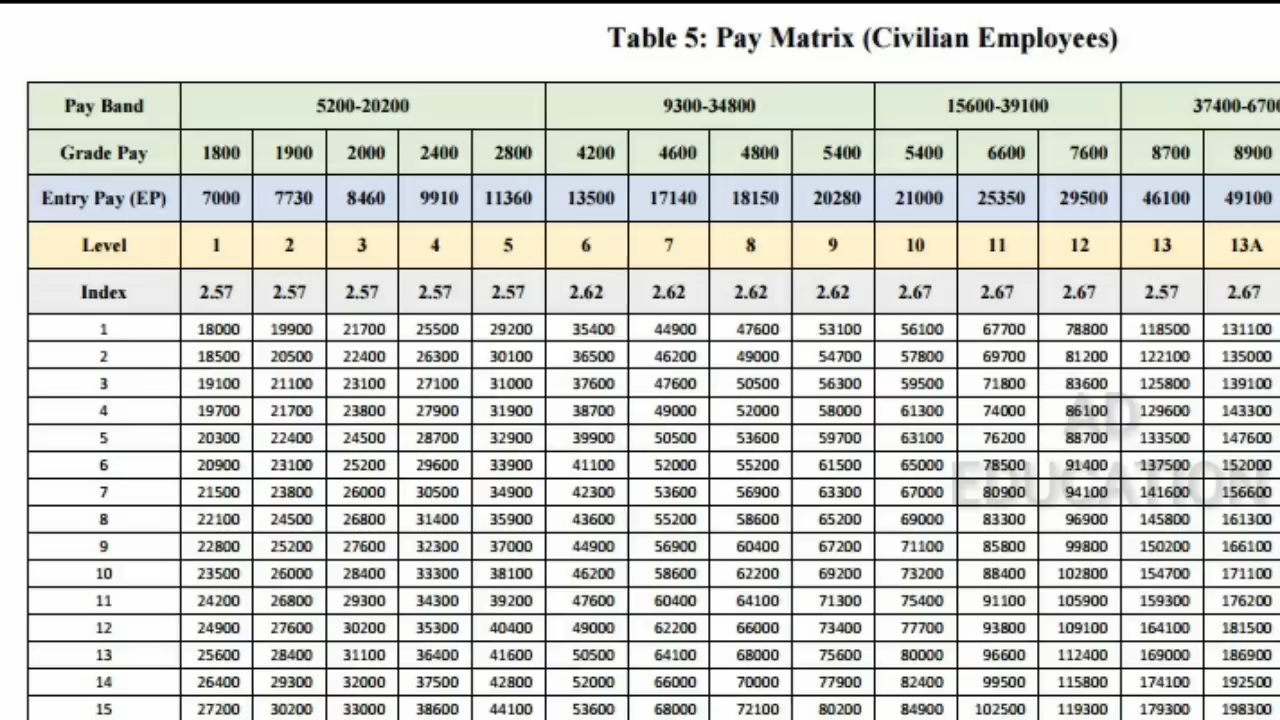 Table 5: Pay Matrix (Civilian Employees)
Pay Band 5200-20200 9300-34800 15600-39100 37400-6700
Grade Pay 1800 1900 2000 2400 2800 4200 4600 4800 5400 5400 6600 7600 8700 8900
Entry Pay (EP) 7000 7730 8460 9910 11360 13500 17140 18150 20280 21000 25350 29500 46100 49100
Level 1 2 3 4 5 6 7 8 9 10 11 12 13 13A
Index 2.57 2.57 2.57 2.57 2.57 2.62 2.62 2.62 2.62 2.67 2.67 2.67 2.57 2.67
1 18000 19900 21700 25500 29200 35400 44900 47600 53100 56100 67700 78800 118500 131100
2 18500 20500 22400 26300 30100 36500 46200 49000 54700 57800 69700 81200 122100 135000
3 19100 21100 23100 27100 31000 37600 47600 50500 56300 59500 71800 83600 125800 139100
4 19700 21700 23800 27900 31900 38700 49000 52000 58000 61300 74000 86100 129600 143300
5 20300 22400 24500 28700 32900 39900 50500 53600 59700 63100 76200 88700 133500 147600
6 20900 23100 25200 29600 33900 41100 52000 55200 61500 65000 78500 91400 137500 152000
7 21500 23800 26000 30500 34900 42300 53600 56900 63300 67000 80900 94100 141600 156600
8 22100 24500 26800 31400 35900 43600 55200 58600 65200 69000 83300 96900 145800 161300
9 22800 25200 27600 32300 37000 44900 56900 60400 67200 71100 85800 99800 150200 166100
10 23500 26000 28400 33300 38100 46200 58600 62200 69200 73200 88400 102800 154700 171100
11 24200 26800 29300 34300 39200 47600 60400 64100 71300 75400 91100 105900 159300 176200
12 24900 27600 30200 35300 40400 49000 62200 66000 73400 77700 93800 109100 164100 181500
13 25600 28400 31100 36400 41600 50500 64100 68000 75600 80000 96600 112400 169000 186900
14 26400 29300 32000 37500 42800 52000 66000 70000 77900 82400 99500 115800 174100 192500
15 27200 30200 33000 38600 44100 53600 68000 72100 80200 84900 102500 119300 179300 198300
AD
EDUCATION